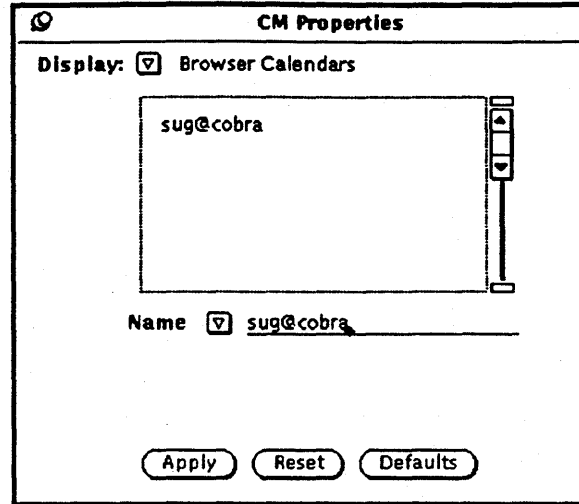 CM Properties
Display: Browser Calendars
sug@cobra
Name sug@cobra
Apply Reset Defaults